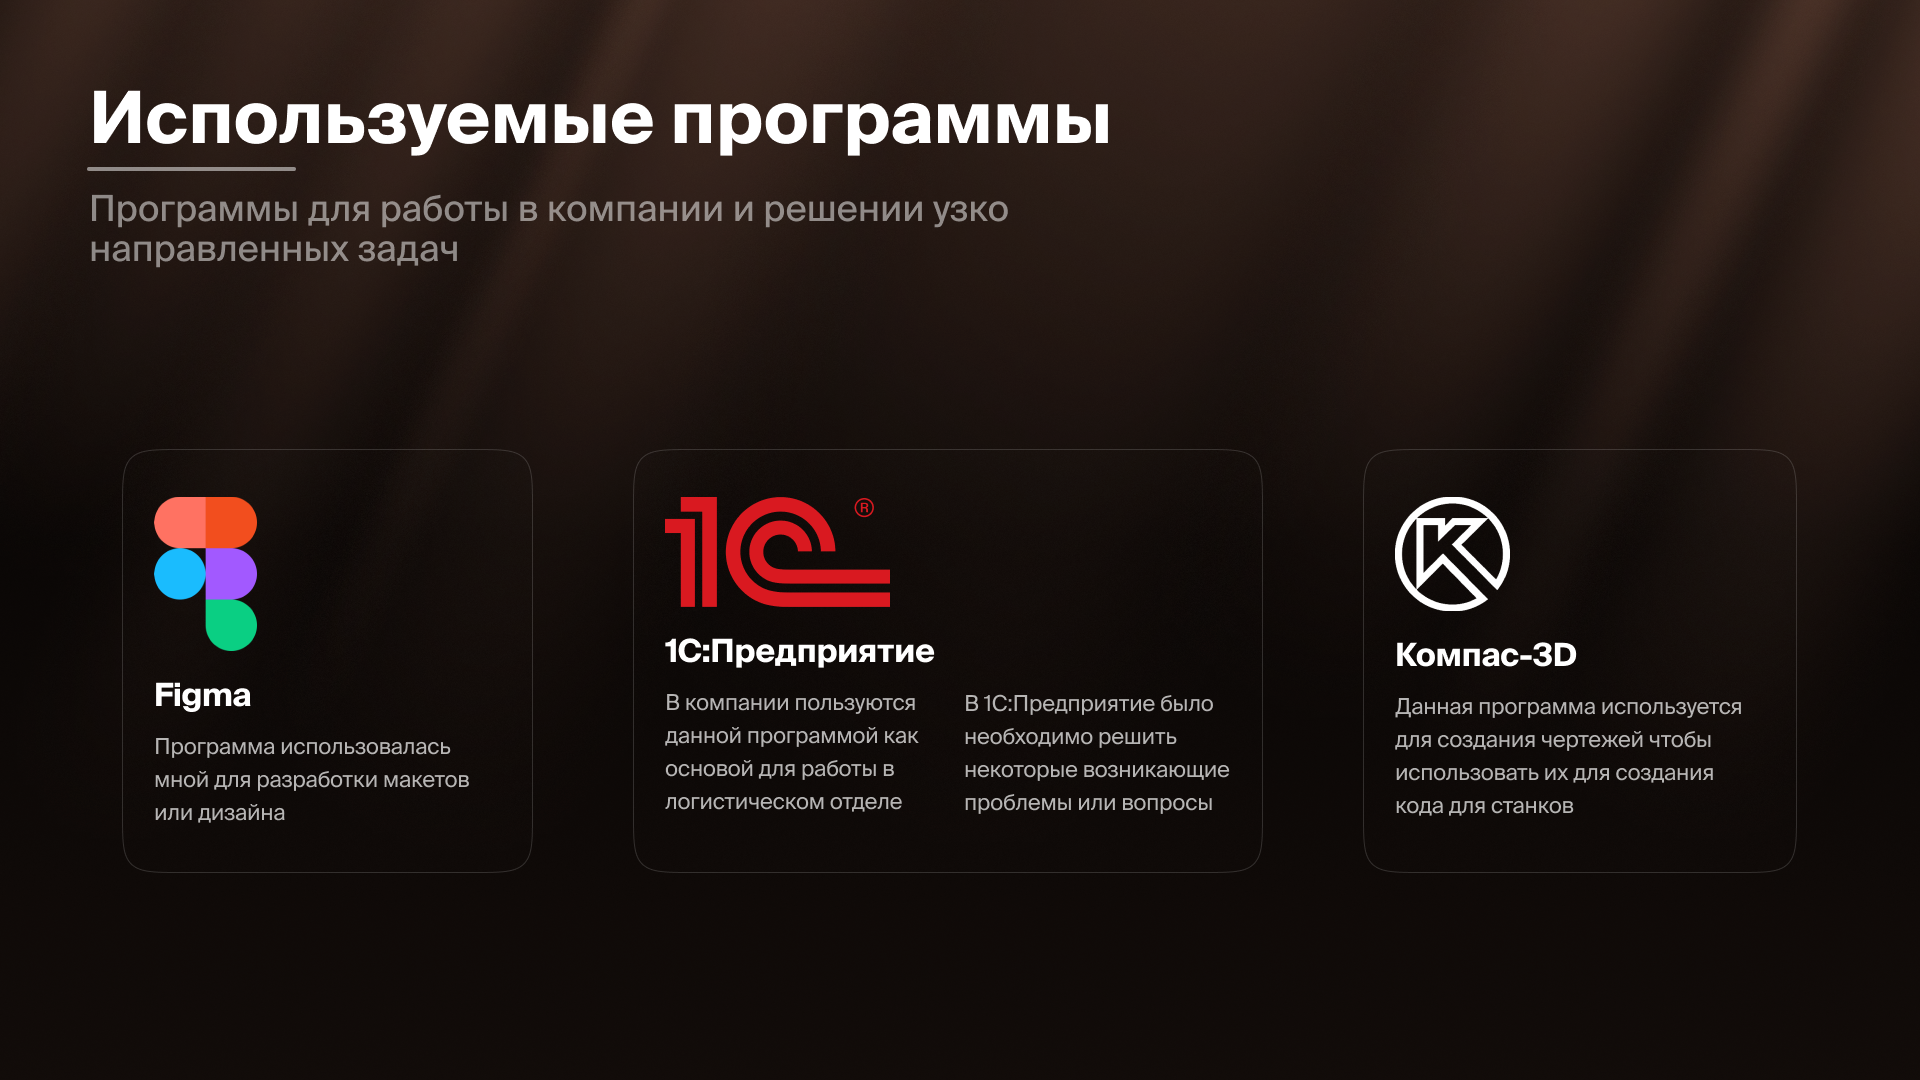 Используемые программы
Программы для работы в компании и решении узко
направленных задач
Figma
Программа использовалась
мной для разработки макетов
или дизайна
1С®
1С:Предприятие
В компании пользуются
данной программой как
основой для работы в
логистическом отделе
В 1С:Предприятие было
необходимо решить
некоторые возникающие
проблемы или вопросы
Компас-3D
Данная программа используется
для создания чертежей чтобы
использовать их для создания
кода для станков